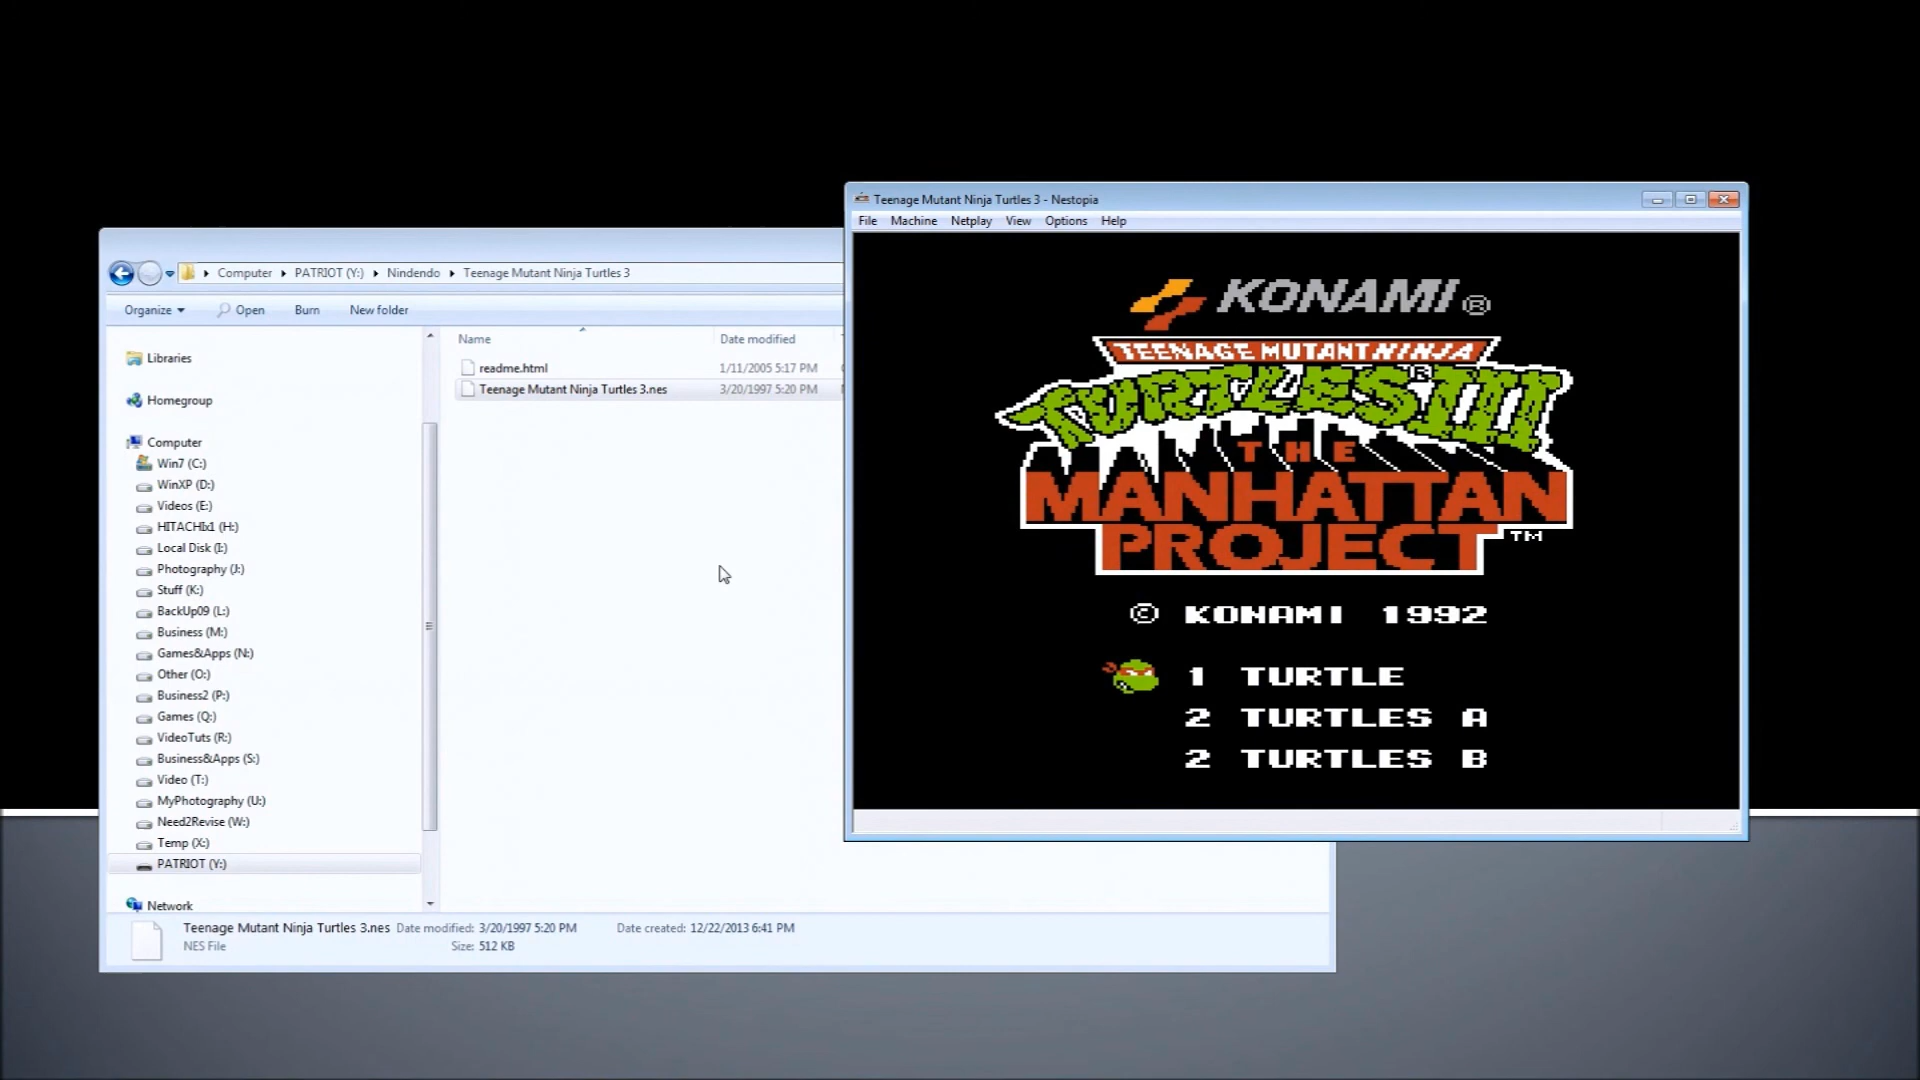 Computer PATRIOT (Y:) Nindendo Teenage Mutant Ninja Turtles 3
Organize Open Burn New folder
Libraries
Homegroup
Computer
Win7 (C:)
WinXP (D:)
Videos (E:)
HITACHIx1 (H:)
Local Disk (I:)
Photography (J:)
Stuff (K:)
BackUp09 (L:)
Business (M:)
Games&Apps (N:)
Other (O:)
Business2 (P:)
Games (Q:)
VideoTuts (R:)
Business&Apps (S:)
Video (T:)
MyPhotography (U:)
Need2Revise (W:)
Temp (X:)
PATRIOT (Y:)
Network
Name Date modified
readme.html 1/11/2005 5:17 PM
Teenage Mutant Ninja Turtles 3.nes 3/20/1997 5:20 PM
Teenage Mutant Ninja Turtles 3.nes Date modified: 3/20/1997 5:20 PM Date created: 12/22/2013 6:41 PM
NES File Size: 512 KB
Teenage Mutant Ninja Turtles 3 - Nestopia
File Machine Netplay View Options Help
KONAMI ®
TEENAGE MUTANT NINJA
TURTLES III ®
THE
MANHATTAN
PROJECT ™
© KONAMI 1992
1 TURTLE
2 TURTLES A
2 TURTLES B